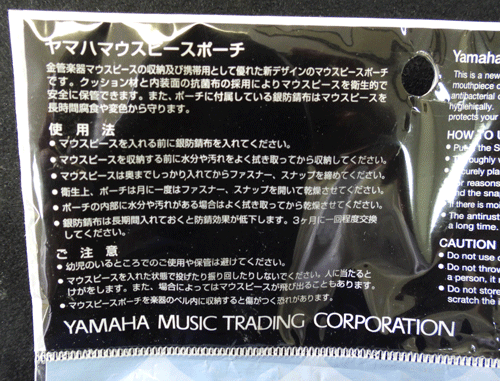 ヤマハマウスピースポーチ
金管楽器マウスピースの収納及び携帯用として優れた新デザインのマウスピースポーチ
です。クッション材と内装面の抗菌布の採用によりマウスピースを衛生的で
安全に保管できます。また、ポーチに付属している銀防錆布はマウスピースを
長時間腐食や変色から守ります。
使用法
● マウスピースを入れる前に銀防錆布を入れてください。
● マウスピースを収納する前に水分や汚れをよく拭き取ってから収納してください。
● マウスピースは奥までしっかり入れてからファスナー、スナップを締めてください。
● 衛生上、ポーチは月に一度はファスナー、スナップを開いて乾燥させてください。
● ポーチの内部に水分や汚れがある場合はよく拭き取ってから乾燥させてください。
● 銀防錆布は長期間入れておくと防錆効果が低下します。3ヶ月に一回程度交換
してください。
ご注意
● 幼児のいるところでのご使用や保管は避けてください。
● マウスピースを入れた状態で投げたり振り回したりしないでください。人に当たると
けがをします。また、場合によってはマウスピースが飛び出ることもあります。
● マウスピースポーチを楽器のベル内に収納すると傷がつく恐れがあります。
YAMAHA MUSIC TRADING CORPORATION
Yamaha
This is a new
mouthpiece
antibacterial
hygienically.
protects your
HOW TO
● the S
and the snap
If there is moi
● The antirust
a long time.
CAUTION
● Do not use
● Do not throw
a person, it
● Do not store
scratch the